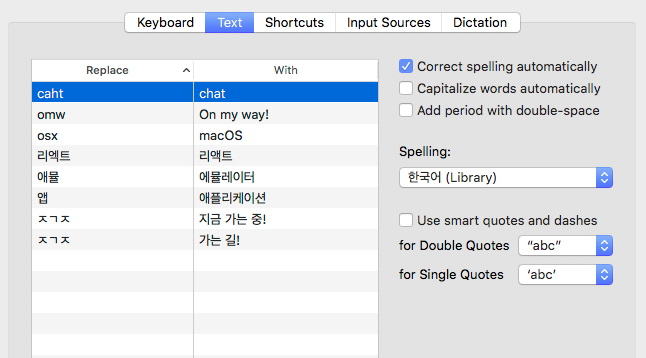 Keyboard Text Shortcuts Input Sources Dictation
Replace With
caht chat
omw On my way!
osx macOS
리엑트 리액트
애뮬 에뮬레이터
앱 애플리케이션
ㅈㄱㅈ 지금 가는 중!
ㅈㄱㅈ 가는 길!
Correct spelling automatically
Capitalize words automatically
Add period with double-space
Spelling:
한국어 (Library)
Use smart quotes and dashes
for Double Quotes “abc”
for Single Quotes ‘abc’